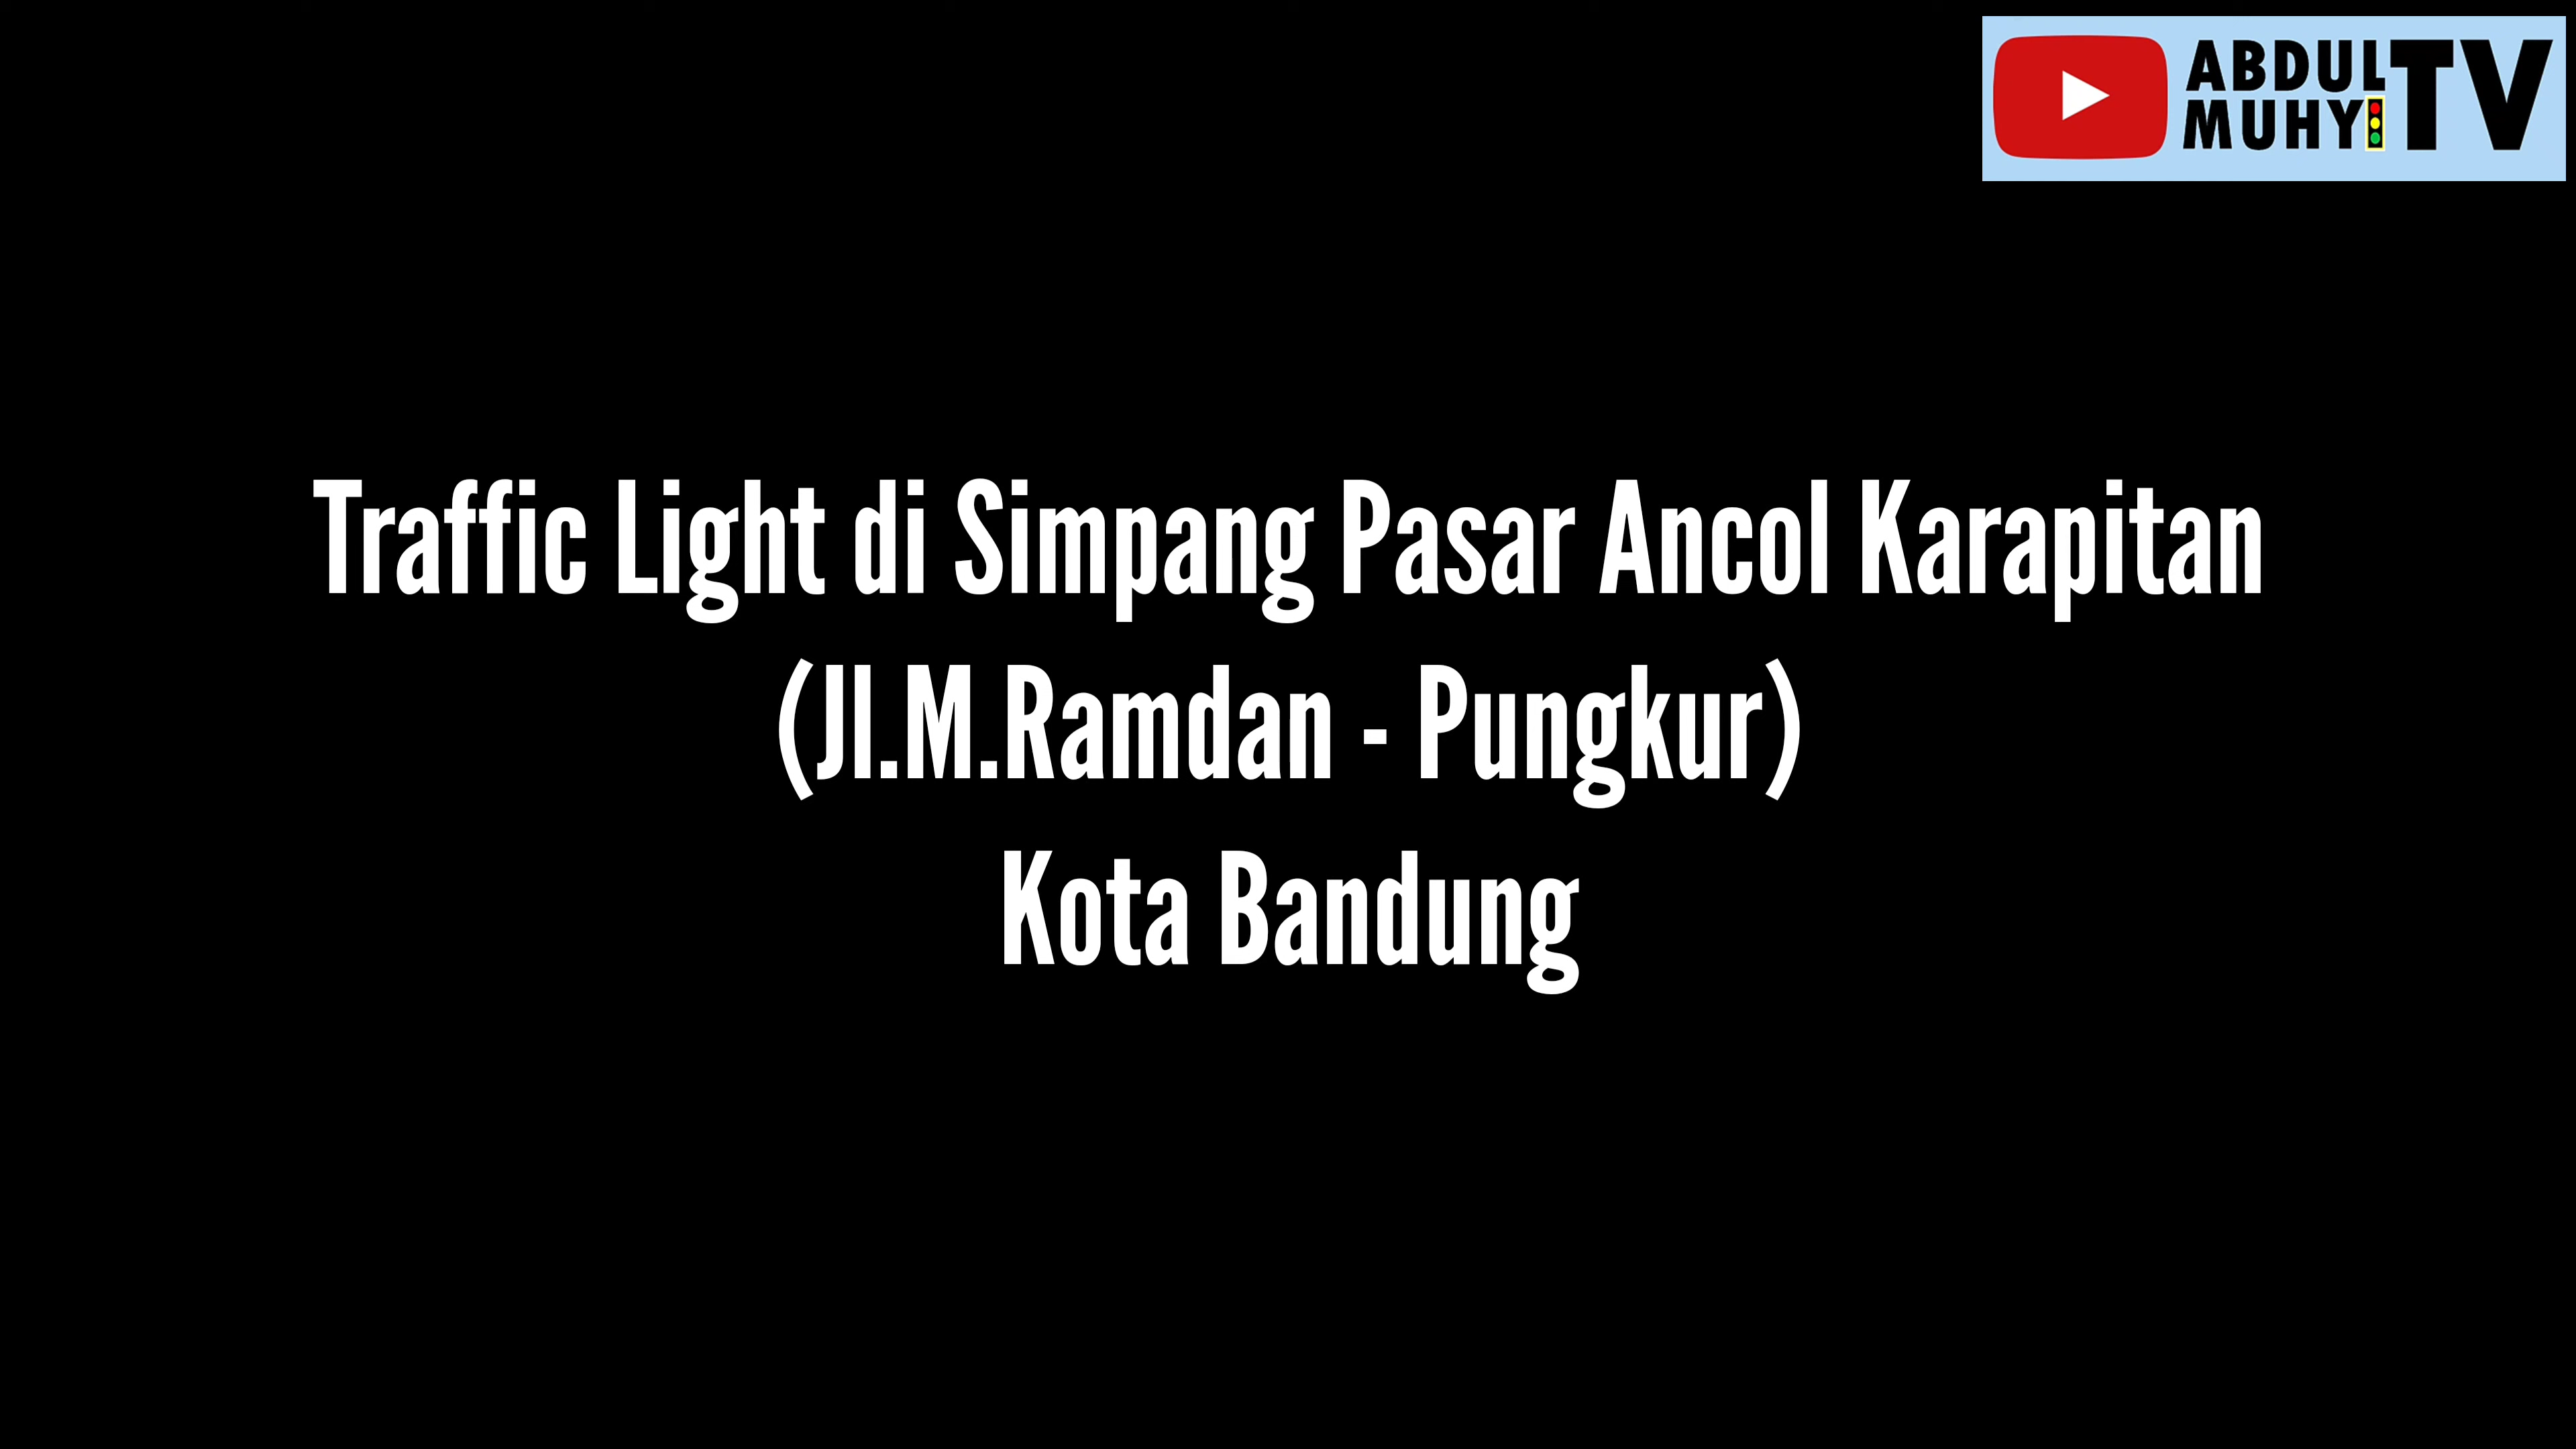 ABDUL
MUHYI TV
Traffic Light di Simpang Pasar Ancol Karapitan
(Jl.M.Ramdan - Pungkur)
Kota Bandung